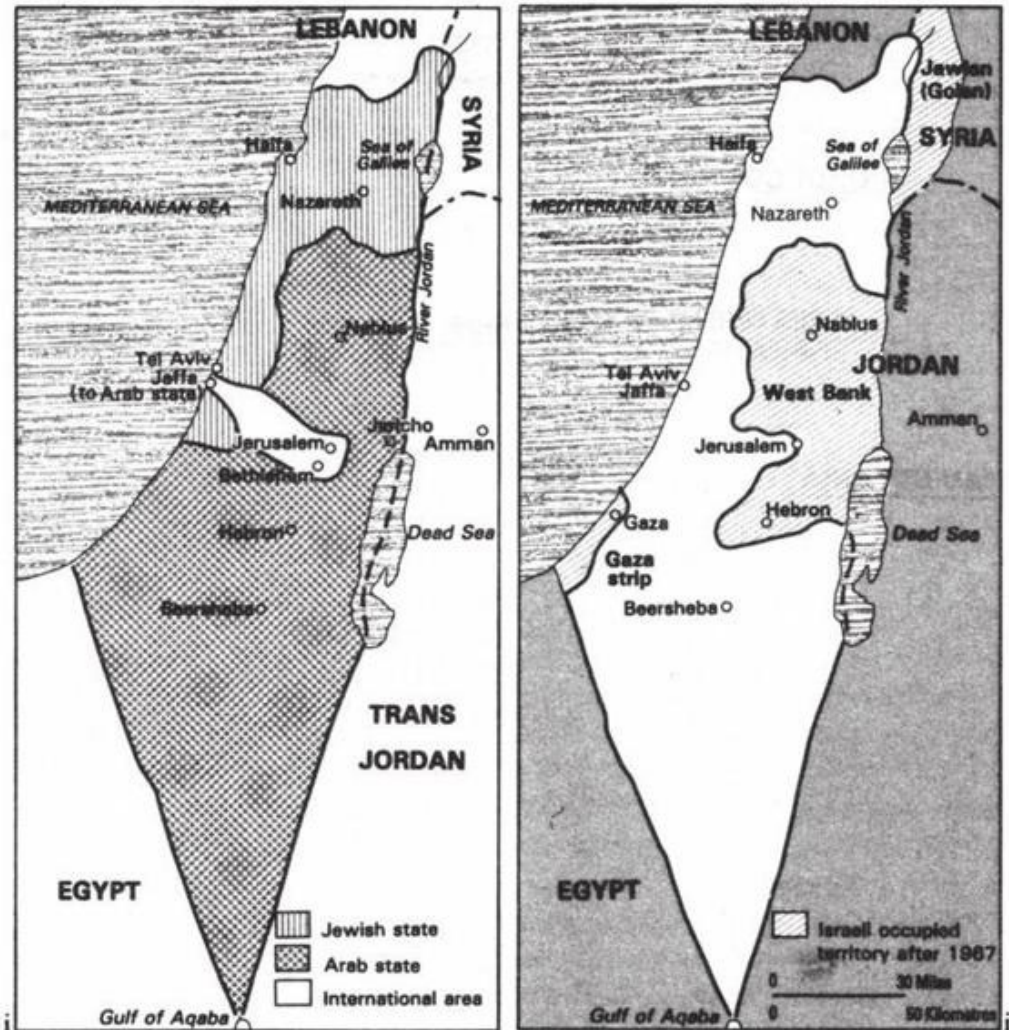 LEBANON
SYRIA
Haifa
Sea of
Galilee
MEDITERRANEAN SEA
Nazareth
River Jordan
Nablus
Tel Aviv
Jaffa
(to Arab state)
Jericho
Jerusalem
Amman
Bethlehem
Hebron
Dead Sea
Beersheba
TRANS
JORDAN
EGYPT
Jewish state
Arab state
International area
Gulf of Aqaba
LEBANON
Jawlan
(Golan)
SYRIA
Haifa
Sea of
Galilee
MEDITERRANEAN SEA
Nazareth
River Jordan
Nablus
JORDAN
Tel Aviv
Jaffa
West Bank
Amman
Jerusalem
Hebron
Gaza
Dead Sea
Gaza
strip
Beersheba
EGYPT
Israeli occupied
territory after 1967
0 30 Miles
0 50 Kilometres
Gulf of Aqaba